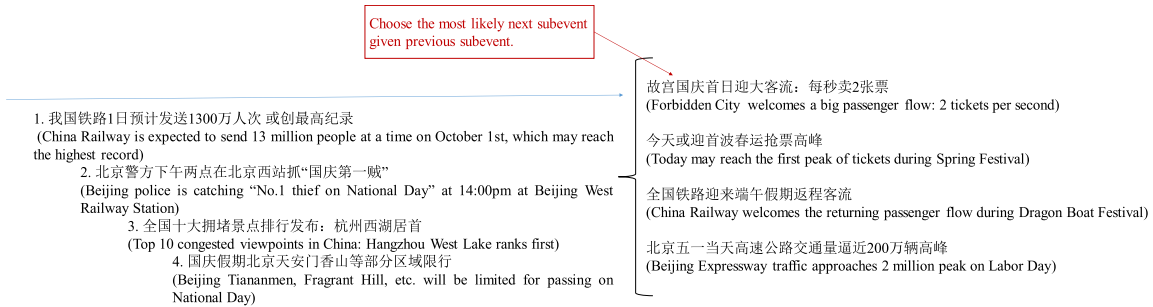 Choose the most likely next subevent
given previous subevent.
1. 我国铁路1日预计发送1300万人次 或创最高纪录
(China Railway is expected to send 13 million people at a time on October 1st, which may reach
the highest record)
2. 北京警方下午两点在北京西站抓“国庆第一贼”
(Beijing police is catching “No.1 thief on National Day” at 14:00pm at Beijing West
Railway Station)
3. 全国十大拥堵景点排行发布：杭州西湖居首
(Top 10 congested viewpoints in China: Hangzhou West Lake ranks first)
4. 国庆假期北京天安门香山等部分区域限行
(Beijing Tiananmen, Fragrant Hill, etc. will be limited for passing on
National Day)
故宫国庆首日迎大客流：每秒卖2张票
(Forbidden City welcomes a big passenger flow: 2 tickets per second)
今天或迎首波春运抢票高峰
(Today may reach the first peak of tickets during Spring Festival)
全国铁路迎来端午假期返程客流
(China Railway welcomes the returning passenger flow during Dragon Boat Festival)
北京五一当天高速公路交通量逼近200万辆高峰
(Beijing Expressway traffic approaches 2 million peak on Labor Day)